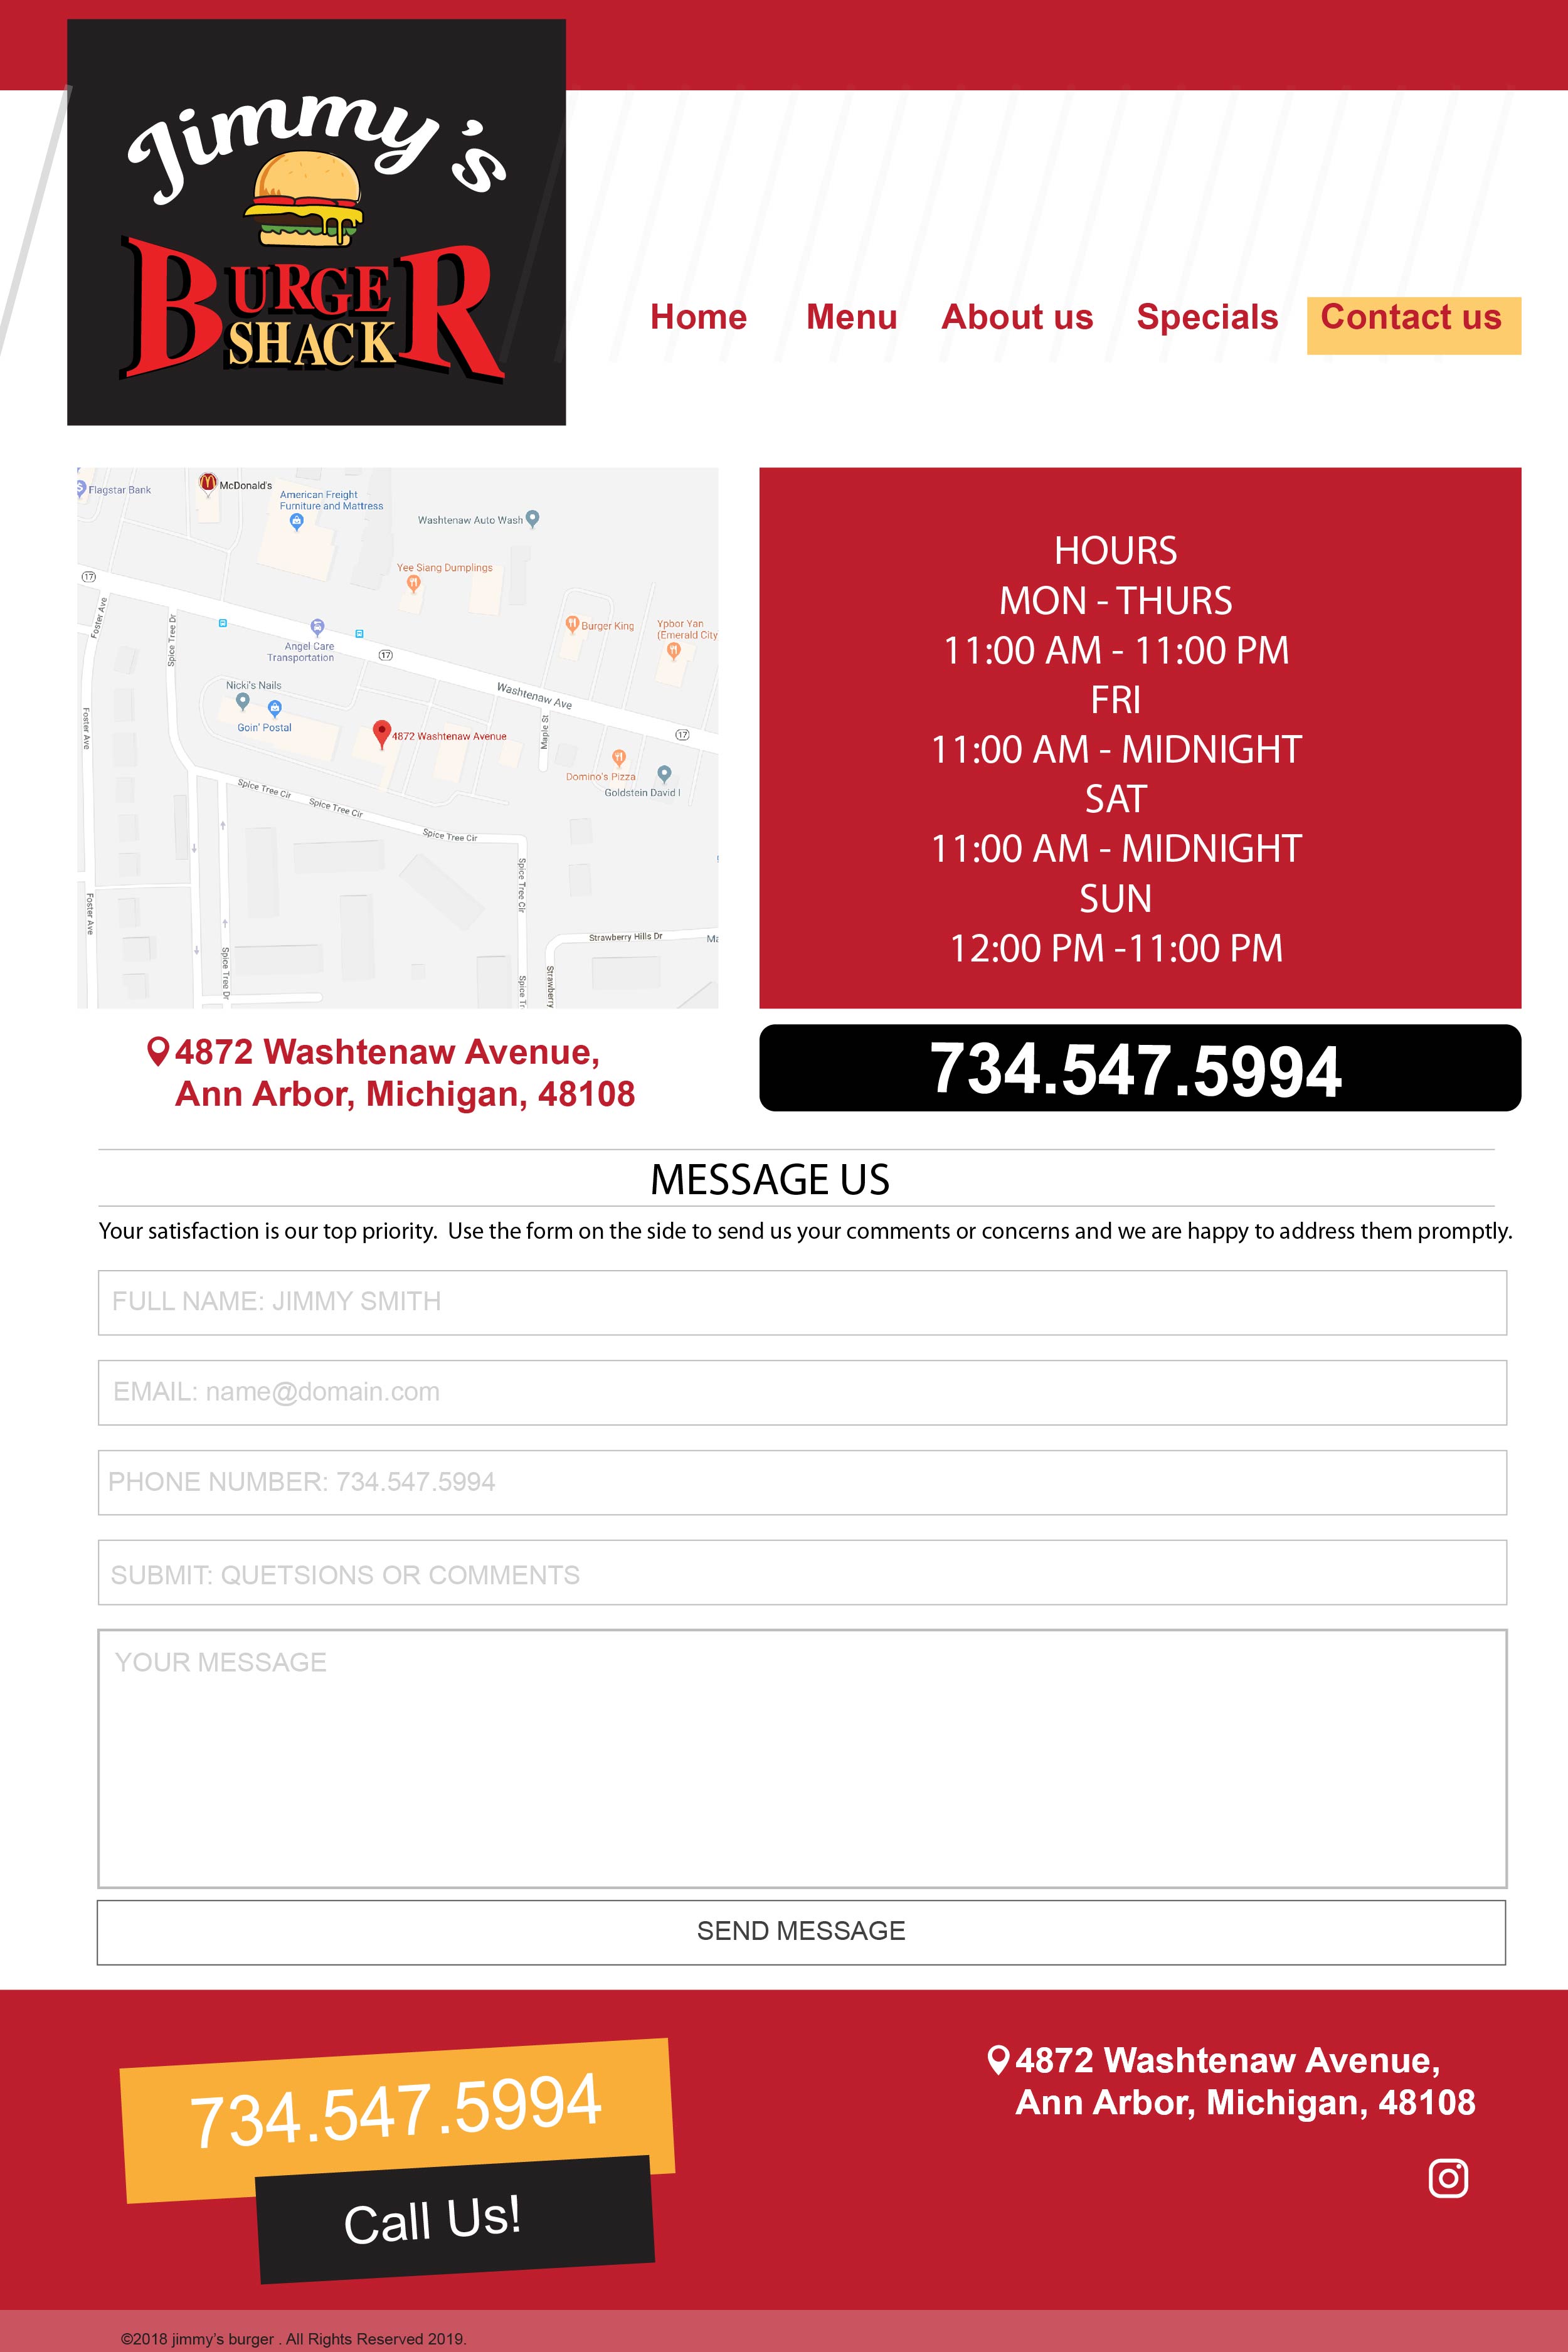 Jimmy's
BURGER
SHACK
Home Menu About us Specials Contact us
Flagstar Bank
McDonald's
American Freight
Furniture and Mattress
Washtenaw Auto Wash
Yee Siang Dumplings
17
Foster Ave
Spice Tree Dr
Burger King
Ypbor Yan
(Emerald City
Angel Care
Transportation
17
Nicki's Nails
Goin' Postal
Washtenaw Ave
4872 Washtenaw Avenue
Foster Ave
Maple St
17
Domino's Pizza
Goldstein David I
Spice Tree Cir
Spice Tree Cir
Spice Tree Cir
Spice Tree Cir
Foster Ave
Spice Tree Dr
Strawberry Hills Dr
Ma
Strawberry
Spice Tr
HOURS
MON - THURS
11:00 AM - 11:00 PM
FRI
11:00 AM - MIDNIGHT
SAT
11:00 AM - MIDNIGHT
SUN
12:00 PM -11:00 PM
4872 Washtenaw Avenue,
Ann Arbor, Michigan, 48108
734.547.5994
MESSAGE US
Your satisfaction is our top priority. Use the form on the side to send us your comments or concerns and we are happy to address them promptly.
FULL NAME: JIMMY SMITH
EMAIL: name@domain.com
PHONE NUMBER: 734.547.5994
SUBMIT: QUETSIONS OR COMMENTS
YOUR MESSAGE
SEND MESSAGE
734.547.5994
Call Us!
4872 Washtenaw Avenue,
Ann Arbor, Michigan, 48108
©2018 jimmy's burger . All Rights Reserved 2019.